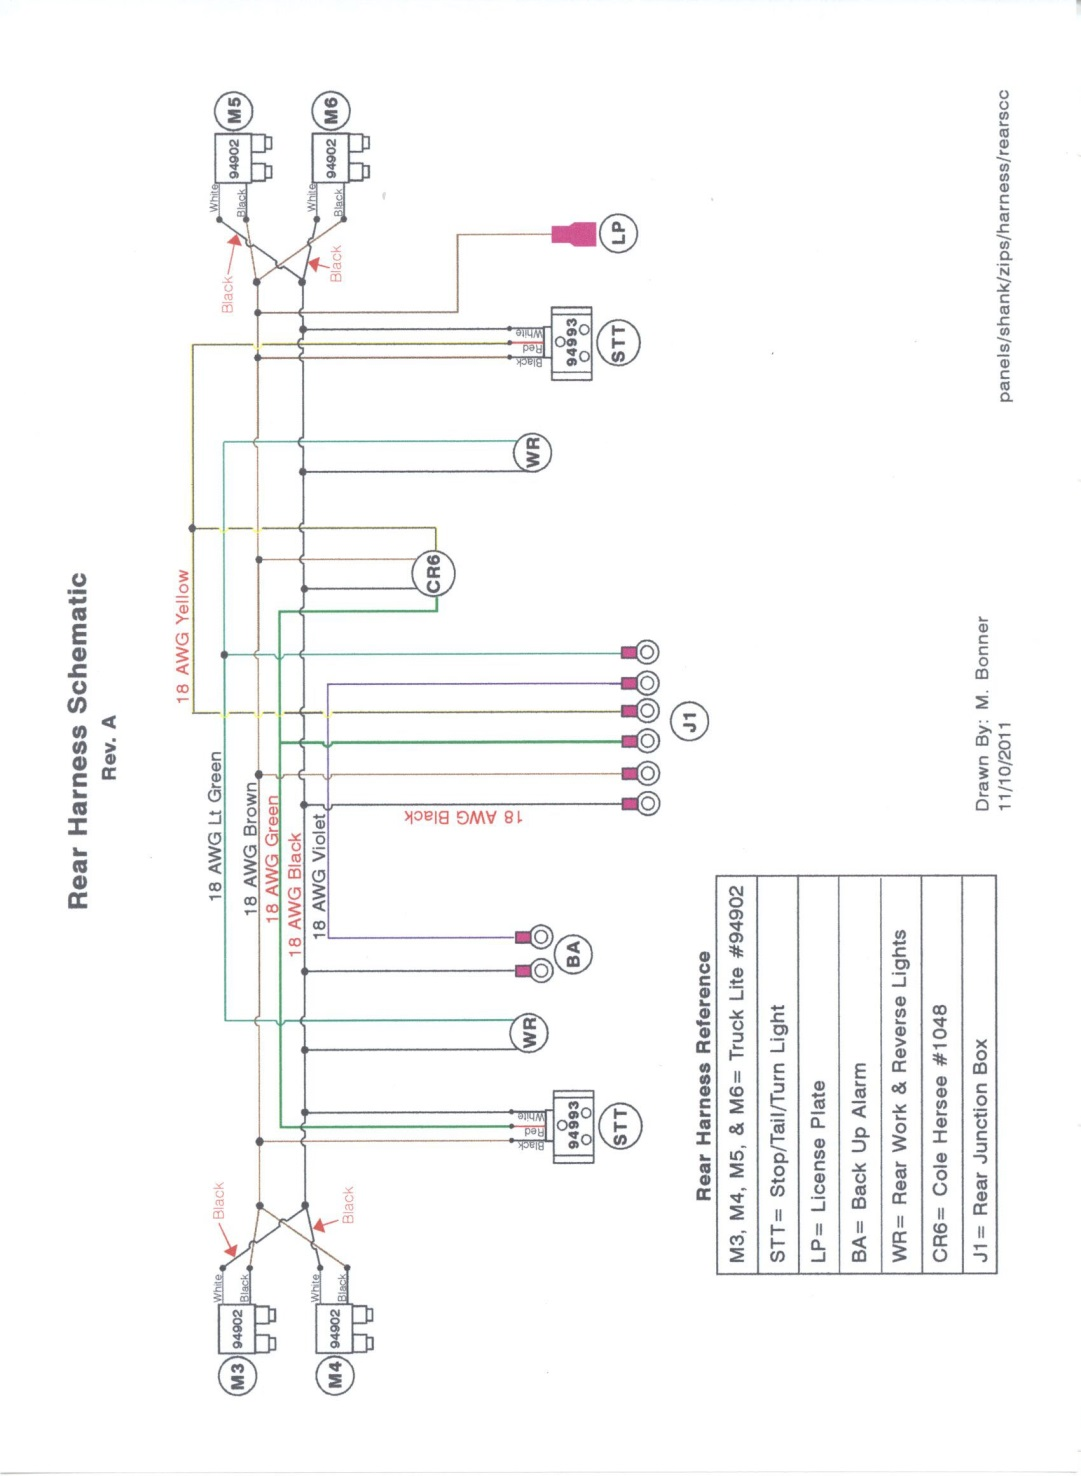 Rear Harness Schematic
Rev. A
M3
94902
White
Black
Black
M4
94902
White
Black
Black
M5
94902
White
Black
Black
M6
94902
White
Black
Black
18 AWG Yellow
18 AWG Lt Green
18 AWG Brown
18 AWG Green
18 AWG Black
18 AWG Violet
18 AWG Black
White
Red
Black
94993
STT
WR
BA
J1
CR6
WR
White
Red
Black
94993
STT
LP
Rear Harness Reference
M3, M4, M5, & M6= Truck Lite #94902
STT= Stop/Tail/Turn Light
LP= License Plate
BA= Back Up Alarm
WR= Rear Work & Reverse Lights
CR6= Cole Hersee #1048
J1= Rear Junction Box
Drawn By: M. Bonner
11/10/2011
panels/shank/zips/harness/rearscc